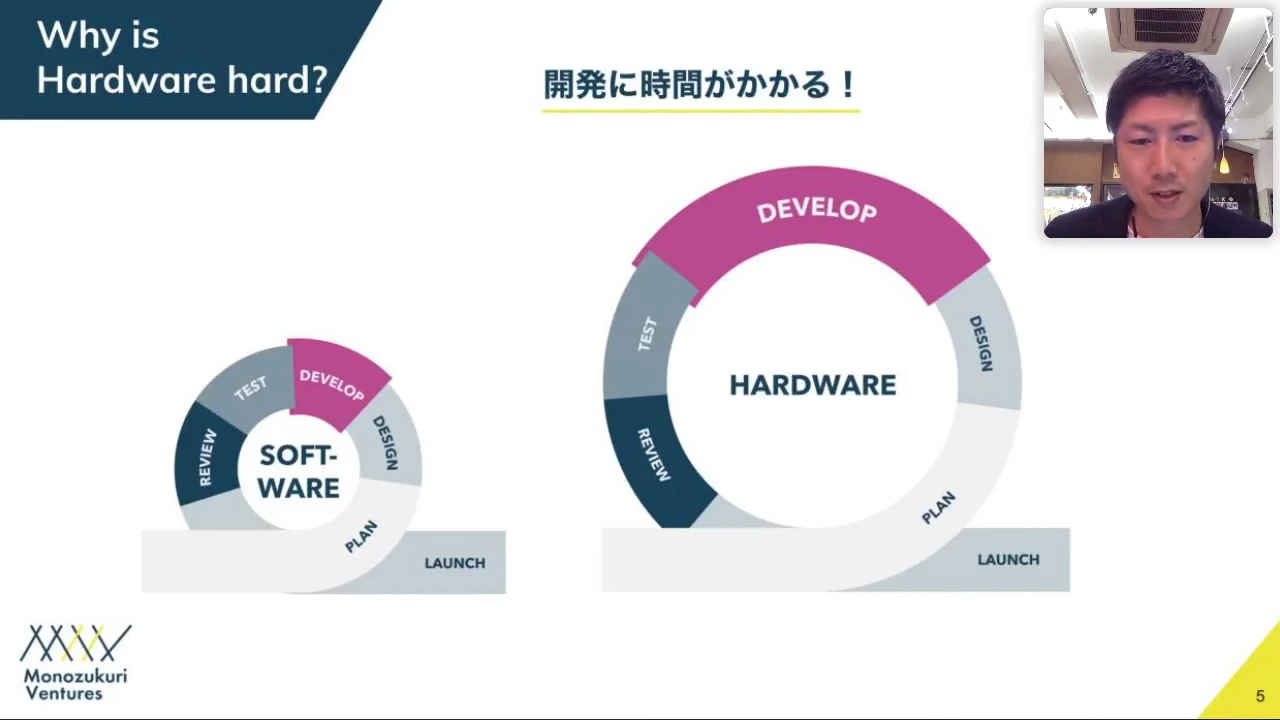 Why is
Hardware hard?
開発に時間がかかる！
DEVELOP
TEST
DESIGN
REVIEW
SOFT-
WARE
PLAN
LAUNCH
DEVELOP
TEST
DESIGN
HARDWARE
REVIEW
PLAN
LAUNCH
Monozukuri
Ventures
5